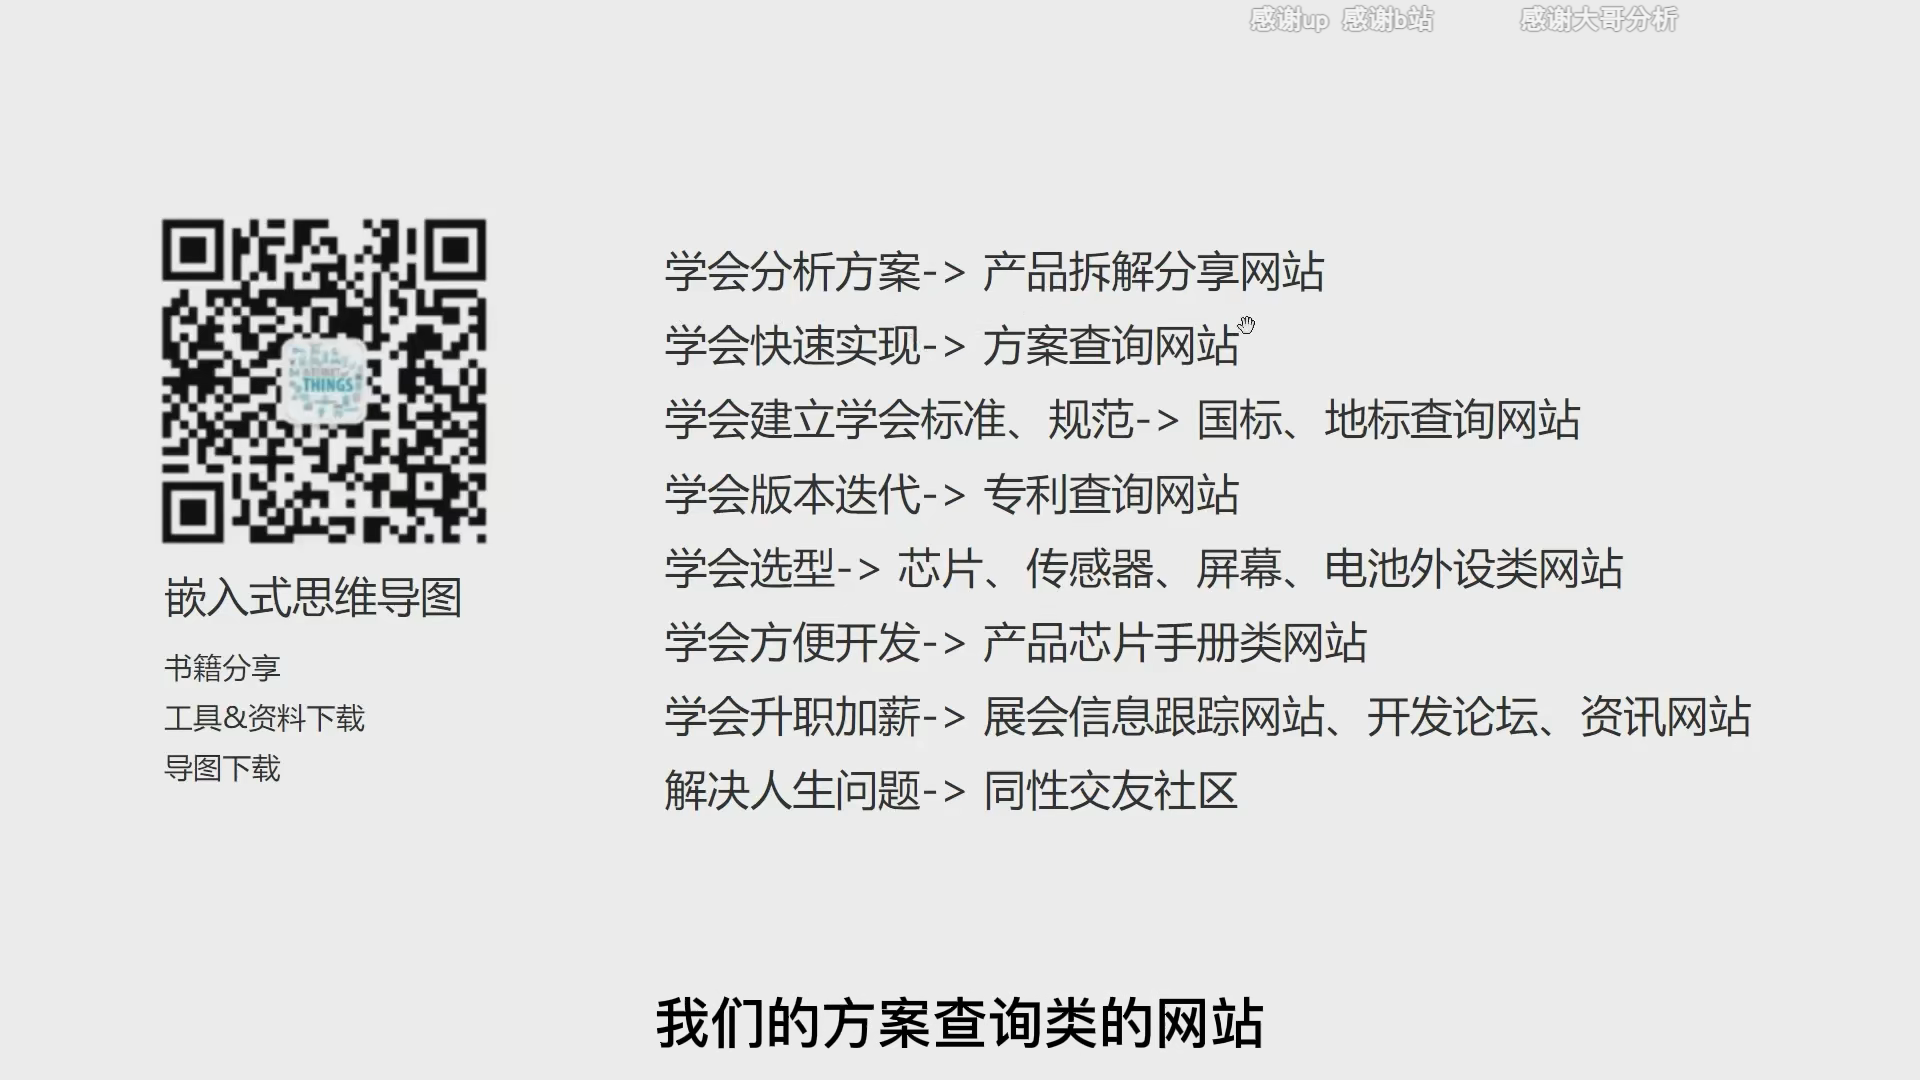 感谢up 感谢b站 感谢大哥分析
THINGS
嵌入式思维导图
书籍分享
工具&资料下载
导图下载
学会分析方案-> 产品拆解分享网站
学会快速实现-> 方案查询网站
学会建立学会标准、规范-> 国标、地标查询网站
学会版本迭代-> 专利查询网站
学会选型-> 芯片、传感器、屏幕、电池外设类网站
学会方便开发-> 产品芯片手册类网站
学会升职加薪-> 展会信息跟踪网站、开发论坛、资讯网站
解决人生问题-> 同性交友社区
我们的方案查询类的网站